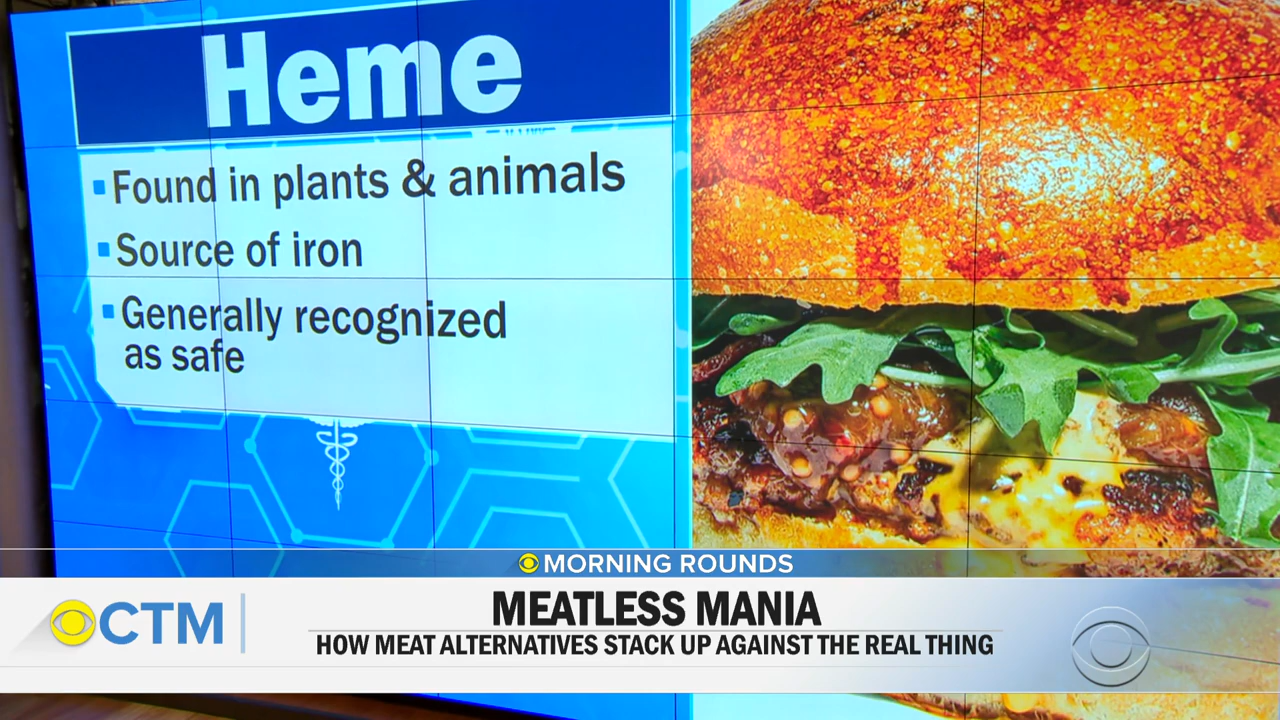 Heme
▪ Found in plants & animals
▪ Source of iron
▪ Generally recognized
as safe
MORNING ROUNDS
CTM
MEATLESS MANIA
HOW MEAT ALTERNATIVES STACK UP AGAINST THE REAL THING